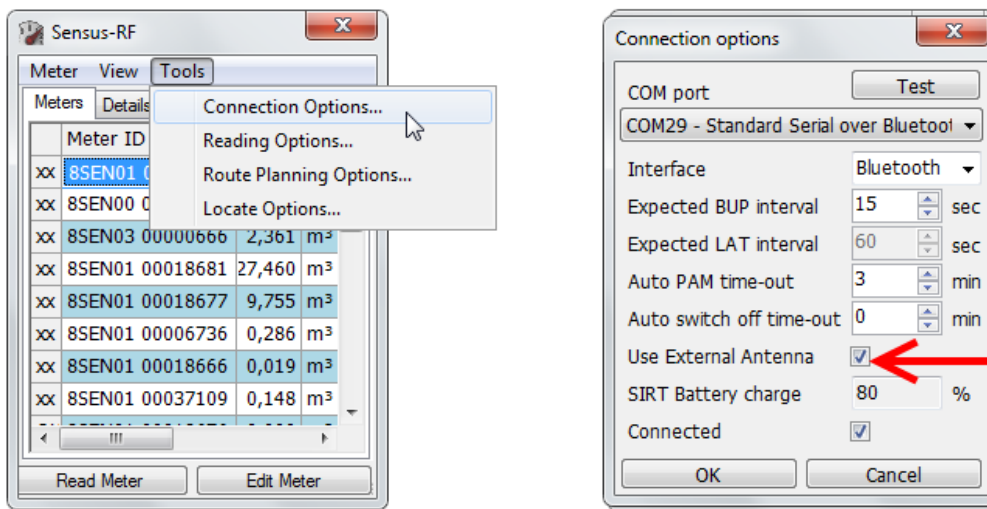 Sensus-RF
Meter View Tools
Meters Details
Connection Options...
Reading Options...
Route Planning Options...
Locate Options...
Meter ID
xx 8SEN01
xx 8SEN00
xx 8SEN03 00000666 2,361 m³
xx 8SEN01 00018681 27,460 m³
xx 8SEN01 00018677 9,755 m³
xx 8SEN01 00006736 0,286 m³
xx 8SEN01 00018666 0,019 m³
xx 8SEN01 00037109 0,148 m³
Read Meter Edit Meter
Connection options
COM port Test
COM29 - Standard Serial over Bluetoot
Interface Bluetooth
Expected BUP interval 15 sec
Expected LAT interval 60 sec
Auto PAM time-out 3 min
Auto switch off time-out 0 min
Use External Antenna
SIRT Battery charge 80 %
Connected
OK Cancel